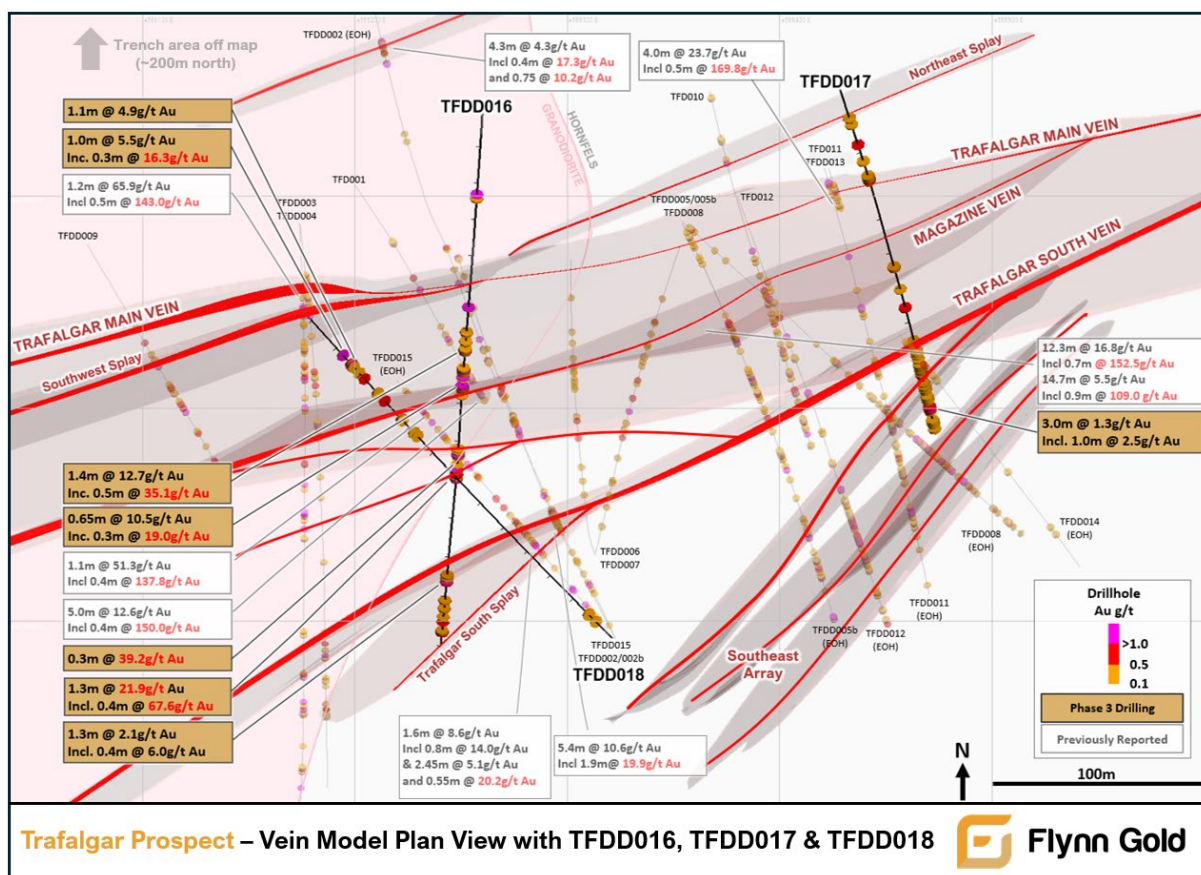 Trench area off map
(~200m north)
TFDD002 (EOH)
4.3m @ 4.3g/t Au
Incl 0.4m @ 17.3g/t Au
and 0.75 @ 10.2g/t Au
4.0m @ 23.7g/t Au
Incl 0.5m @ 169.8g/t Au
TFDD017
Northeast Splay
TFDD016
HORNFELS
GRANODIORITE
TFD010
1.1m @ 4.9g/t Au
1.0m @ 5.5g/t Au
Inc. 0.3m @ 16.3g/t Au
1.2m @ 65.9g/t Au
Incl 0.5m @ 143.0g/t Au
TFD001
TFD011
TFDD013
TFD012
TRAFALGAR MAIN VEIN
MAGAZINE VEIN
TRAFALGAR SOUTH VEIN
TFDD003
TFDD004
TFDD005/005b
TFDD008
TFDD009
TRAFALGAR MAIN VEIN
Southwest Splay
TFDD015
(EOH)
12.3m @ 16.8g/t Au
Incl 0.7m @ 152.5g/t Au
14.7m @ 5.5g/t Au
Incl 0.9m @ 109.0 g/t Au
3.0m @ 1.3g/t Au
Incl. 1.0m @ 2.5g/t Au
1.4m @ 12.7g/t Au
Inc. 0.5m @ 35.1g/t Au
0.65m @ 10.5g/t Au
Inc. 0.3m @ 19.0g/t Au
1.1m @ 51.3g/t Au
Incl 0.4m @ 137.8g/t Au
5.0m @ 12.6g/t Au
Incl 0.4m @ 150.0g/t Au
0.3m @ 39.2g/t Au
1.3m @ 21.9g/t Au
Incl. 0.4m @ 67.6g/t Au
1.3m @ 2.1g/t Au
Incl. 0.4m @ 6.0g/t Au
TFDD006
TFDD007
TFDD014
(EOH)
TFDD008
(EOH)
TFDD011
(EOH)
TFDD012
(EOH)
TFDD005b
(EOH)
Trafalgar South Splay
TFDD015
TFDD002/002b
TFDD018
Southeast
Array
1.6m @ 8.6g/t Au
Incl 0.8m @ 14.0g/t Au
& 2.45m @ 5.1g/t Au
and 0.55m @ 20.2g/t Au
5.4m @ 10.6g/t Au
Incl 1.9m@ 19.9g/t Au
Drillhole
Au g/t
>1.0
0.5
0.1
Phase 3 Drilling
Previously Reported
N
100m
Trafalgar Prospect – Vein Model Plan View with TFDD016, TFDD017 & TFDD018
Flynn Gold